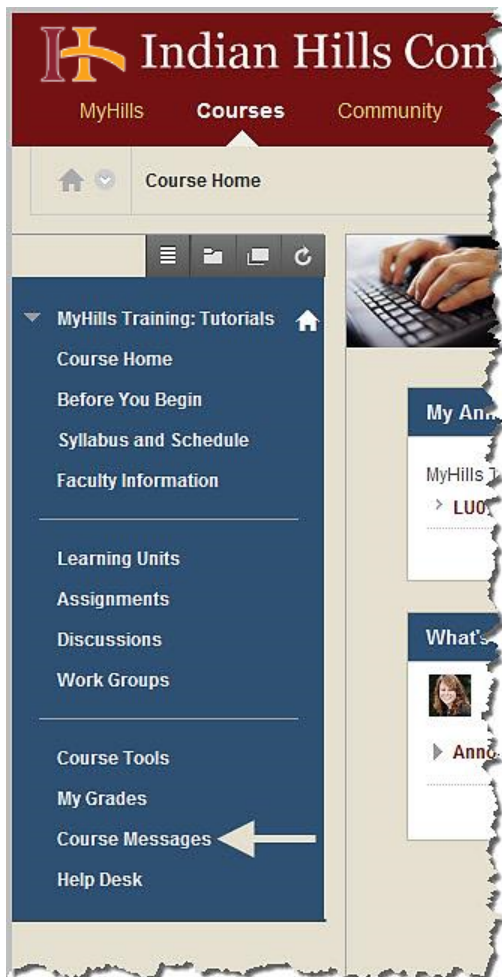 Indian Hills Com
MyHills Courses Community
Course Home
MyHills Training: Tutorials
Course Home
Before You Begin
Syllabus and Schedule
Faculty Information
Learning Units
Assignments
Discussions
Work Groups
Course Tools
My Grades
Course Messages
Help Desk
My Ann
MyHills T
LU0
What's
Anno